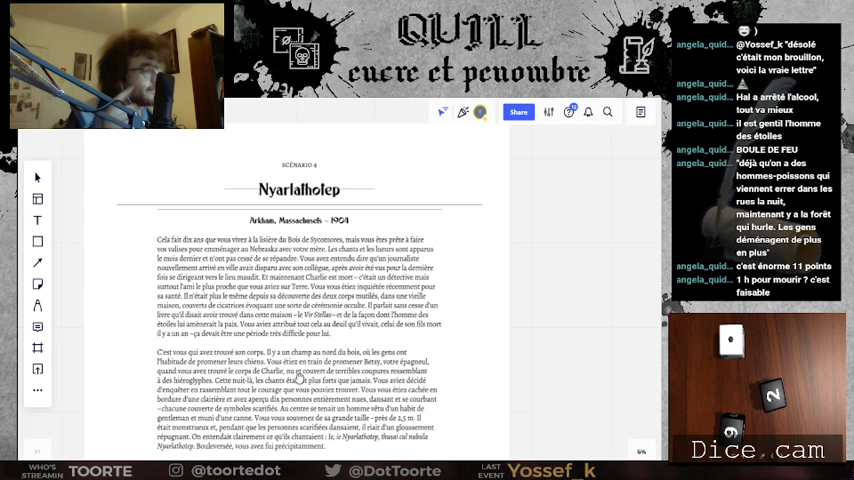 QUILL
encre et penombre
Share
SCÉNARIO 4
Nyarlathotep
Arkham, Massachusets – 1904
Cela fait dix ans que vous vivez à la lisière du Bois de Sycomores, mais vous êtes prête à faire
vos valises pour emménager au Nebraska avec votre mère. Les chants et les lueurs sont apparus
le mois dernier et n'ont pas cessé de se répandre. Vous avez entendu dire qu'un journaliste
nouvellement arrivé en ville avait disparu avec son collègue, après avoir été vus pour la dernière
fois se dirigeant vers le lieu maudit. Et maintenant Charlie est mort –c'était un détective mais
surtout l'ami le plus proche que vous aviez sur Terre. Vous vous étiez inquiétée récemment pour
sa santé. Il n'était plus le même depuis sa découverte des deux corps mutilés, dans une vieille
maison, couverts de cicatrices évoquant une sorte de cérémonie occulte. Il parlait sans cesse d'un
livre qu'il disait avoir trouvé dans cette maison –le Vir Stellas– et de la façon dont l'homme des
étoiles lui amènerait la paix. Vous aviez attribué tout cela au deuil qu'il vivait, celui de son fils mort
il y a un an –ça devait être une période très difficile pour lui.
C'est vous qui avez trouvé son corps. Il y a un champ au nord du bois, où les gens ont
l'habitude de promener leurs chiens. Vous étiez en train de promener Betsy, votre épagneul,
quand vous avez trouvé le corps de Charlie, nu et couvert de terribles coupures ressemblant
à des hiéroglyphes. Cette nuit-là, les chants étaient plus forts que jamais. Vous aviez décidé
d'enquêter en rassemblant tout le courage que vous pouviez trouver. Vous vous étiez cachée en
bordure d'une clairière et avez aperçu dix personnes entièrement nues, dansant et se courbant
–chacune couverte de symboles scarifiés. Au centre se tenait un homme vêtu d'un habit de
gentleman et muni d'une canne. Vous vous souvenez de sa grande taille –près de 2,5 m. Il
était monstrueux et, pendant que les personnes scarifiées dansaient, il riait d'un gloussement
répugnant. On entendait clairement ce qu'ils chantaient : Ie, ie Nyarlathotep, thusai cul nabula
Nyarlathotep. Bouleversée, vous avez fui précipitamment.
6%
angela_quid... @Yossef_k "désolé
c'était mon brouillon,
voici la vraie lettre"
angela_quid...
angela_quid... Hal a arrêté l'alcool,
tout va mieux
angela_quid... il est gentil l'homme
des étoiles
angela_quid... BOULE DE FEU
angela_quid... "déjà qu'on a des
hommes-poissons qui
viennent errer dans les
rues la nuit,
maintenant y a la forêt
qui hurle. Les gens
déménagent de plus
en plus"
angela_quid... c'est énorme 11 points
angela_quid... 1 h pour mourir ? c'est
faisable
0
2
9
Dice.cam
WHO'S
STREAMIN
TOORTE
@toortedot
@DotToorte
LAST
EVENT
Yossef_k